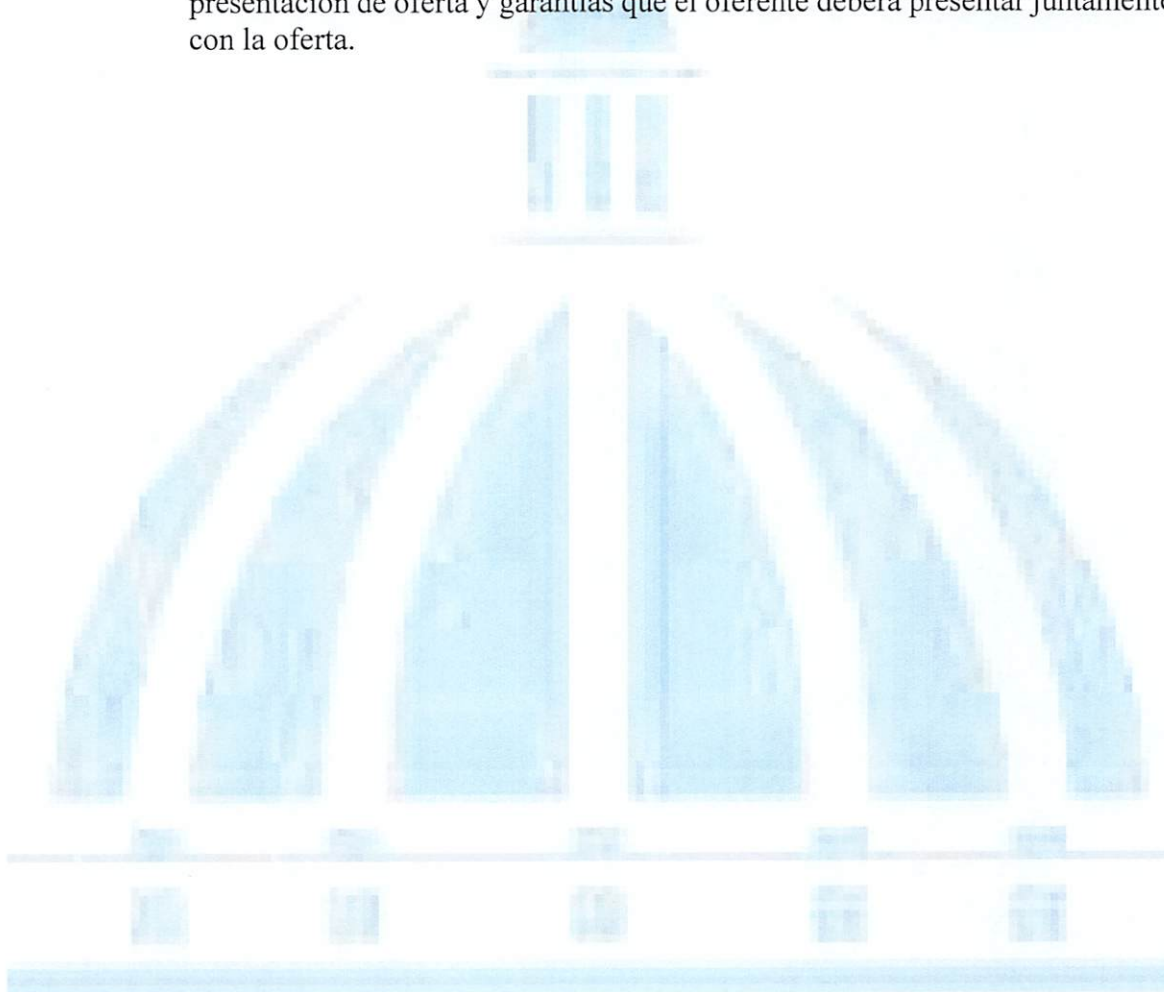 presentación de oferta y garantías que el oferente deberá presentar juntamente
con la oferta.